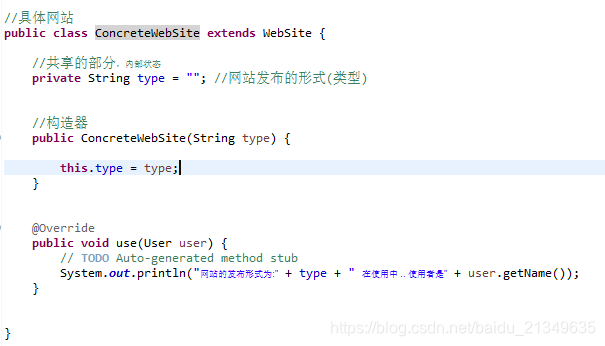 //具体网站
public class ConcreteWebSite extends WebSite {
//共享的部分，内部状态
private String type = ""; //网站发布的形式(类型)
//构造器
public ConcreteWebSite(String type) {
this.type = type;
}
@Override
public void use(User user) {
// TODO Auto-generated method stub
System.out.println("网站的发布形式为:" + type + " 在使用中 .. 使用者是" + user.getName());
}
}
https://blog.csdn.net/baidu_21349635